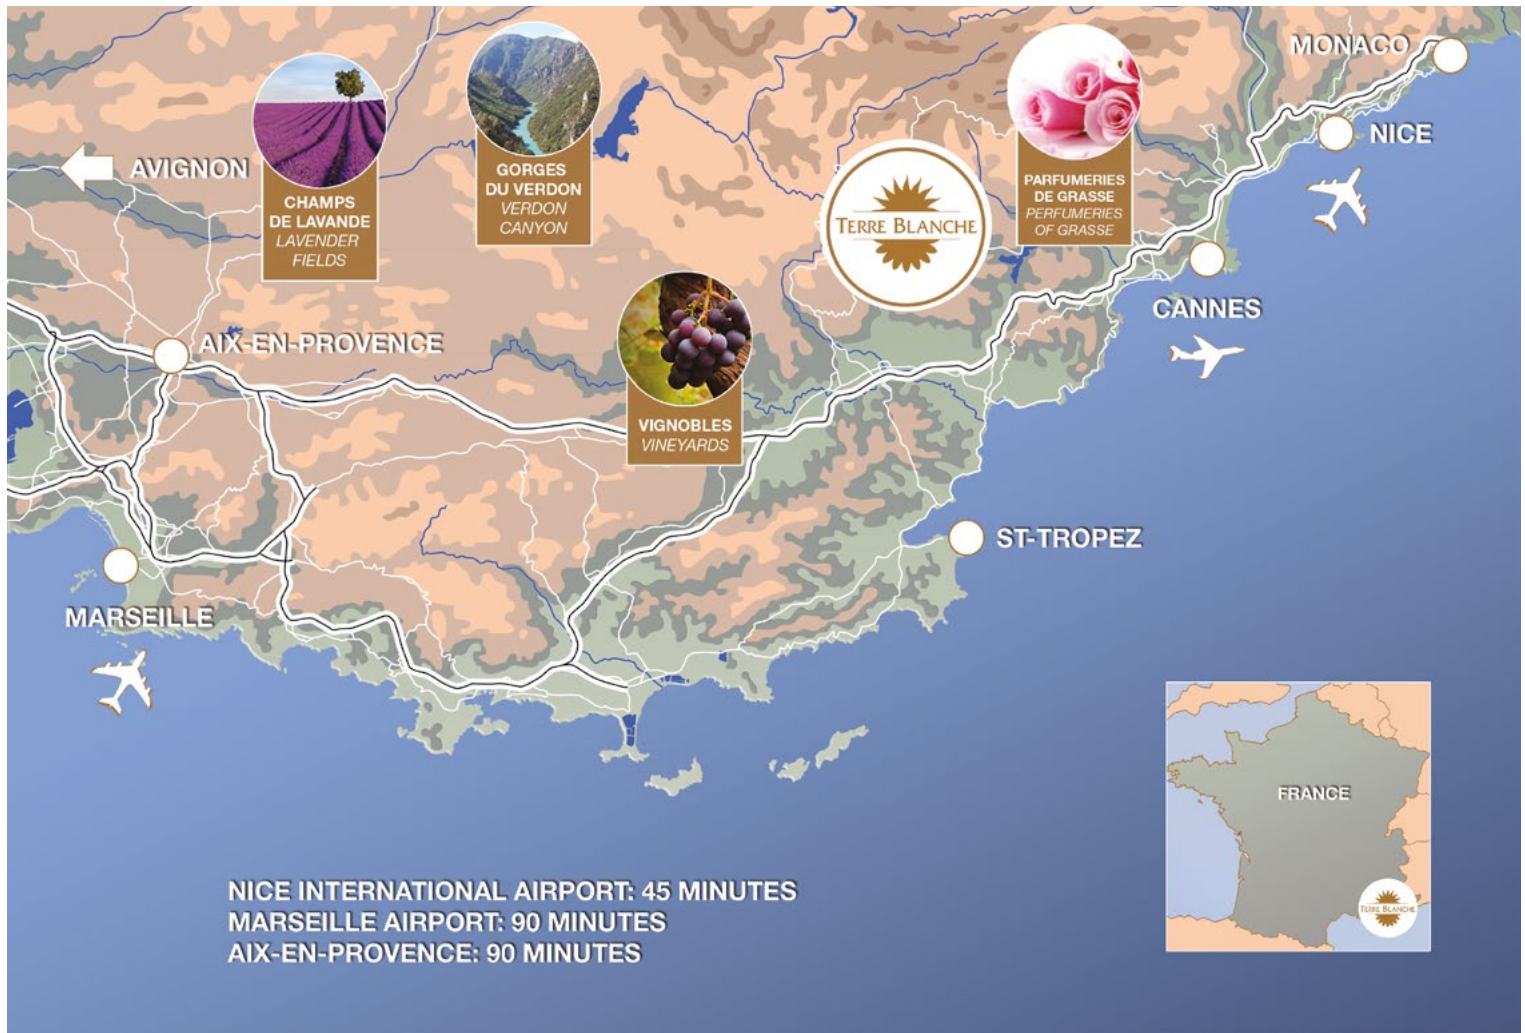 MONACO
NICE
AVIGNON
CHAMPS
DE LAVANDE
LAVENDER
FIELDS
GORGES
DU VERDON
VERDON
CANYON
TERRE BLANCHE
PARFUMERIES
DE GRASSE
PERFUMERIES
OF GRASSE
CANNES
AIX-EN-PROVENCE
VIGNOBLES
VINEYARDS
ST-TROPEZ
MARSEILLE
FRANCE
TERRE BLANCHE
NICE INTERNATIONAL AIRPORT: 45 MINUTES
MARSEILLE AIRPORT: 90 MINUTES
AIX-EN-PROVENCE: 90 MINUTES